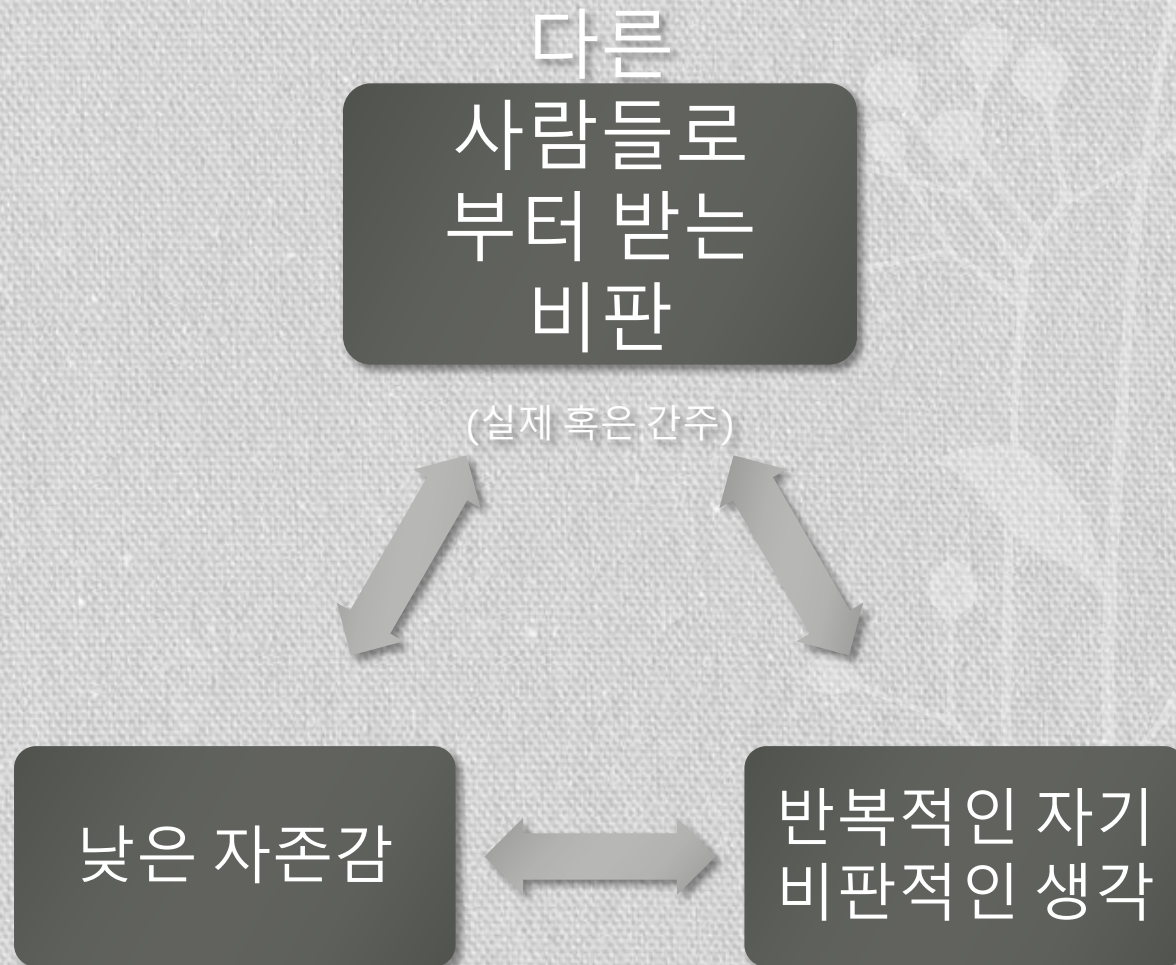 다른
사람들로
부터 받는
비판
(실제 혹은 간주)
낮은 자존감
반복적인 자기
비판적인 생각